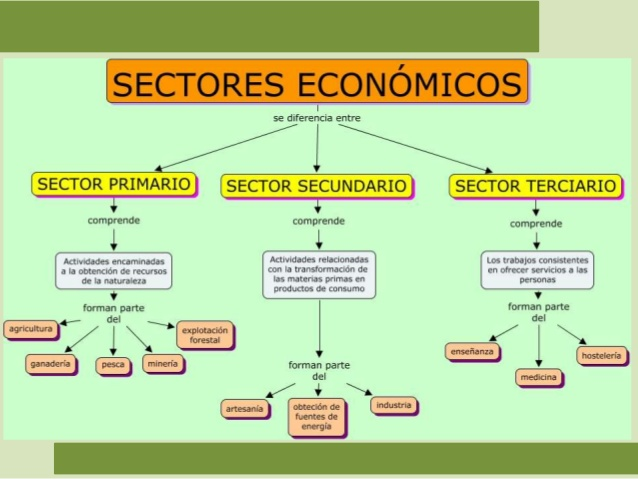 SECTORES ECONÓMICOS
se diferencia entre
SECTOR PRIMARIO
comprende
Actividades encaminadas
a la obtención de recursos
de la naturaleza
forman parte
del
agricultura
ganadería
pesca
minería
explotación
forestal
SECTOR SECUNDARIO
comprende
Actividades relacionadas
con la transformación de
las materias primas en
productos de consumo
forman parte
del
artesanía
obteción de
fuentes de
energía
industria
SECTOR TERCIARIO
comprende
Los trabajos consistentes
en ofrecer servicios a las
personas
forman parte
del
enseñanza
medicina
hostelería